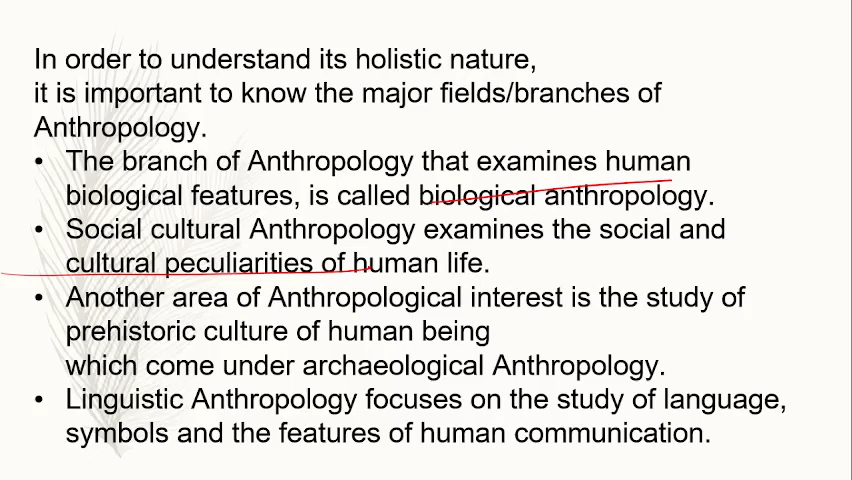 In order to understand its holistic nature,
it is important to know the major fields/branches of
Anthropology.
• The branch of Anthropology that examines human
biological features, is called biological anthropology.
• Social cultural Anthropology examines the social and
cultural peculiarities of human life.
• Another area of Anthropological interest is the study of
prehistoric culture of human being
which come under archaeological Anthropology.
• Linguistic Anthropology focuses on the study of language,
symbols and the features of human communication.